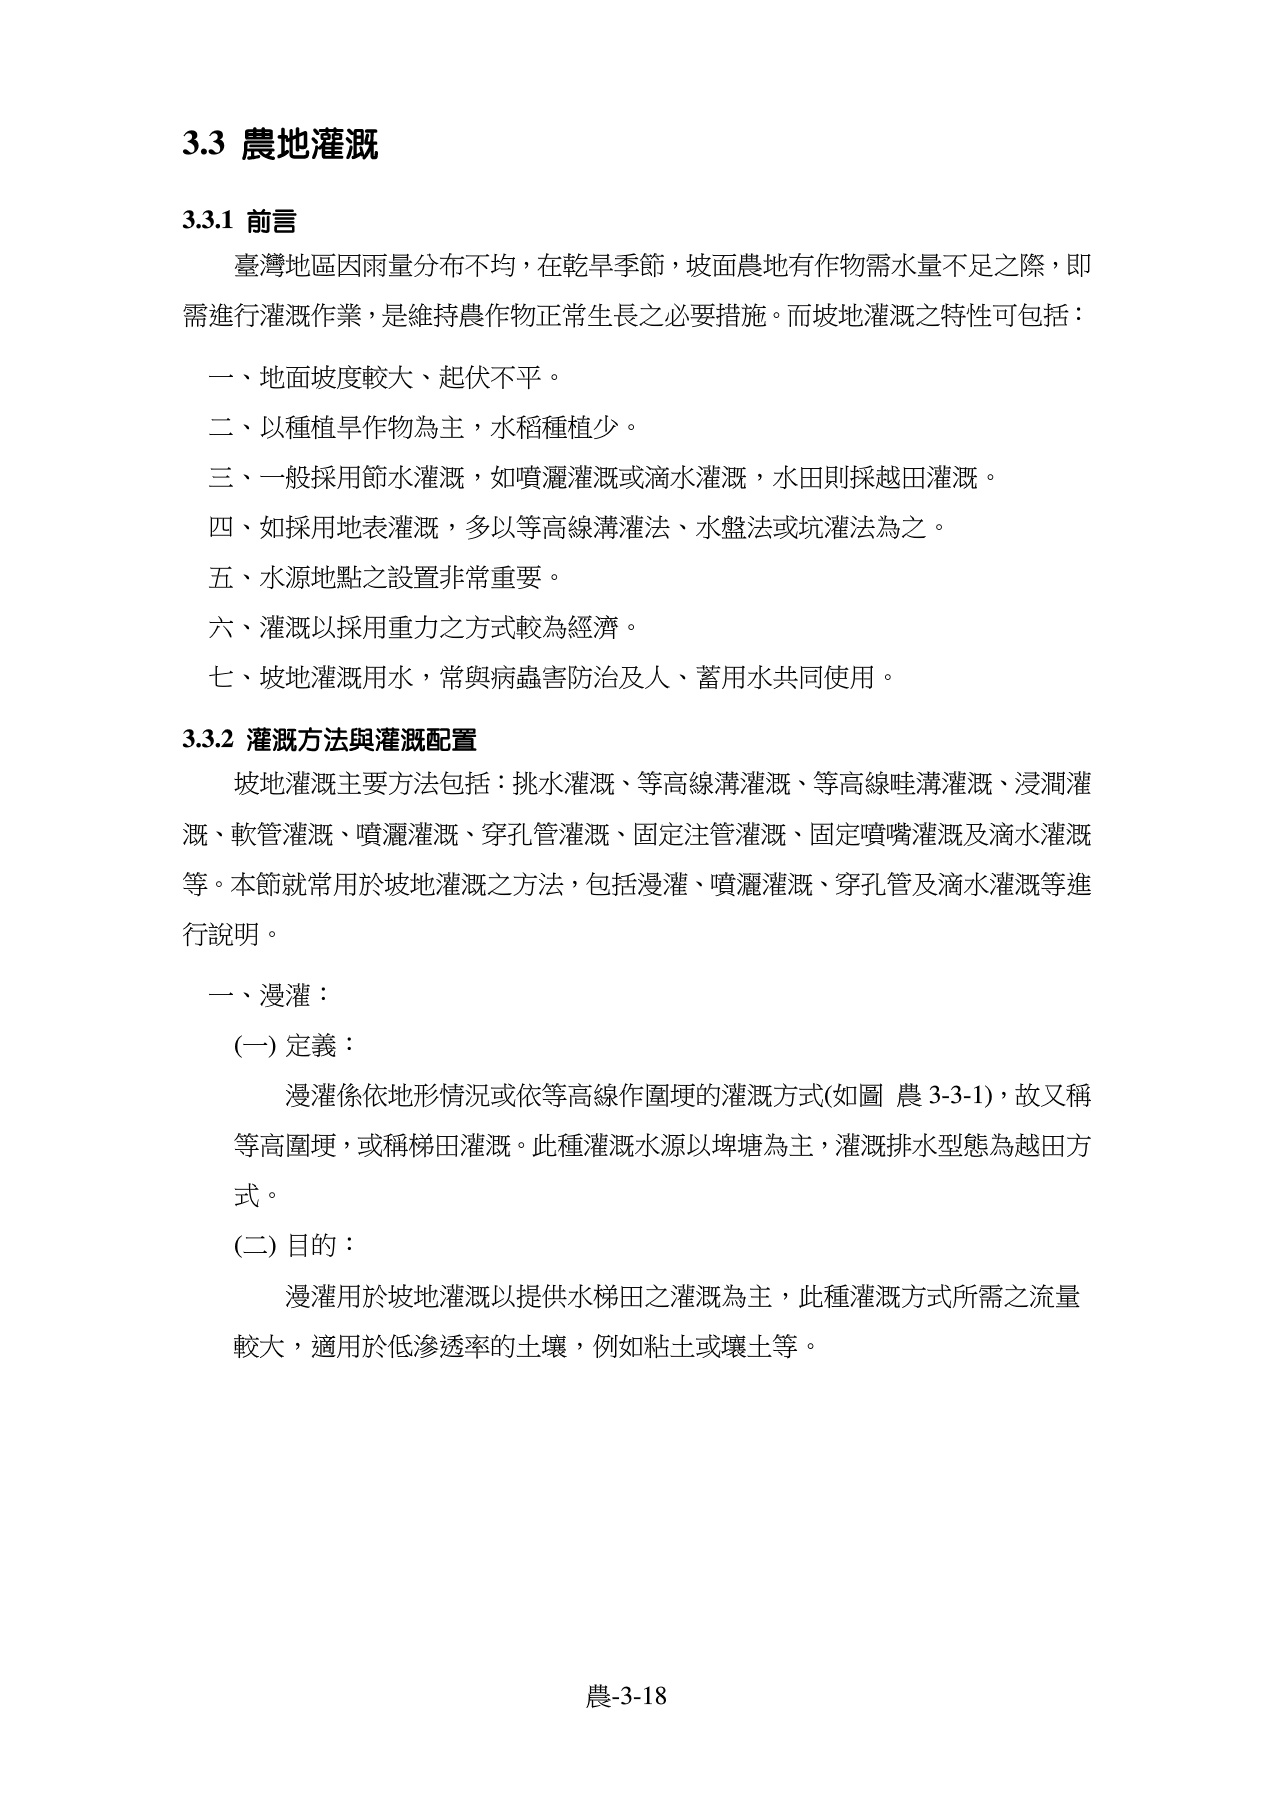 3.3 農地灌溉
3.3.1 前言
臺灣地區因雨量分布不均，在乾旱季節，坡面農地有作物需水量不足之際，即
需進行灌溉作業，是維持農作物正常生長之必要措施。而坡地灌溉之特性可包括：
一、地面坡度較大、起伏不平。
二、以種植旱作物為主，水稻種植少。
三、一般採用節水灌溉，如噴灑灌溉或滴水灌溉，水田則採越田灌溉。
四、如採用地表灌溉，多以等高線溝灌法、水盤法或坑灌法為之。
五、水源地點之設置非常重要。
六、灌溉以採用重力之方式較為經濟。
七、坡地灌溉用水，常與病蟲害防治及人、蓄用水共同使用。
3.3.2 灌溉方法與灌溉配置
坡地灌溉主要方法包括：挑水灌溉、等高線溝灌溉、等高線畦溝灌溉、浸潤灌
溉、軟管灌溉、噴灑灌溉、穿孔管灌溉、固定注管灌溉、固定噴嘴灌溉及滴水灌溉
等。本節就常用於坡地灌溉之方法，包括漫灌、噴灑灌溉、穿孔管及滴水灌溉等進
行說明。
一、漫灌：
(一) 定義：
漫灌係依地形情況或依等高線作圍埂的灌溉方式(如圖 農 3-3-1)，故又稱
等高圍埂，或稱梯田灌溉。此種灌溉水源以埤塘為主，灌溉排水型態為越田方
式。
(二) 目的：
漫灌用於坡地灌溉以提供水梯田之灌溉為主，此種灌溉方式所需之流量
較大，適用於低滲透率的土壤，例如粘土或壤土等。
農-3-18